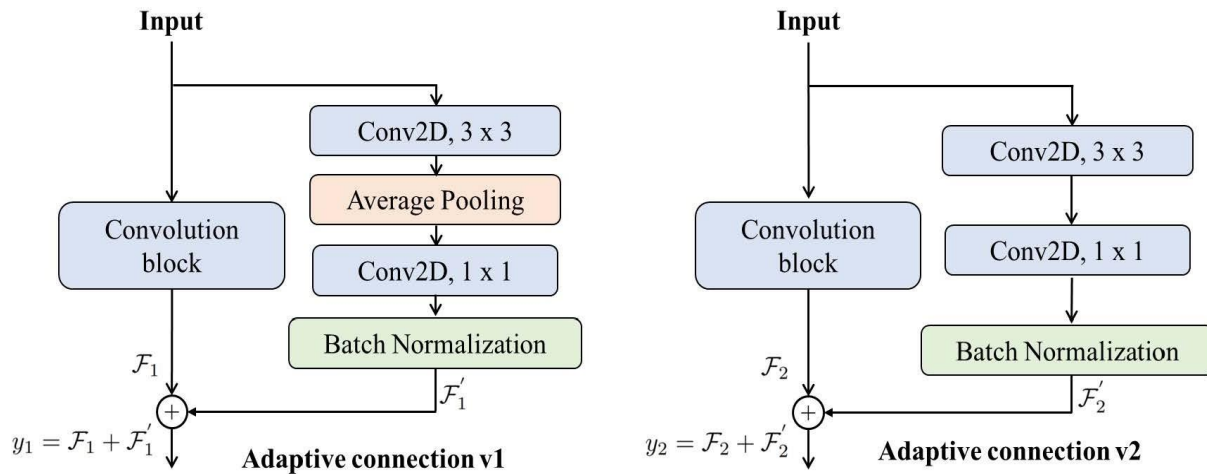 Input
Conv2D, 3 x 3
Average Pooling
Convolution
block
Conv2D, 1 x 1
Batch Normalization
ℱ₁
ℱ₁′
+
y₁ = ℱ₁ + ℱ₁′
Adaptive connection v1
Input
Conv2D, 3 x 3
Convolution
block
Conv2D, 1 x 1
Batch Normalization
ℱ₂
ℱ₂′
+
y₂ = ℱ₂ + ℱ₂′
Adaptive connection v2